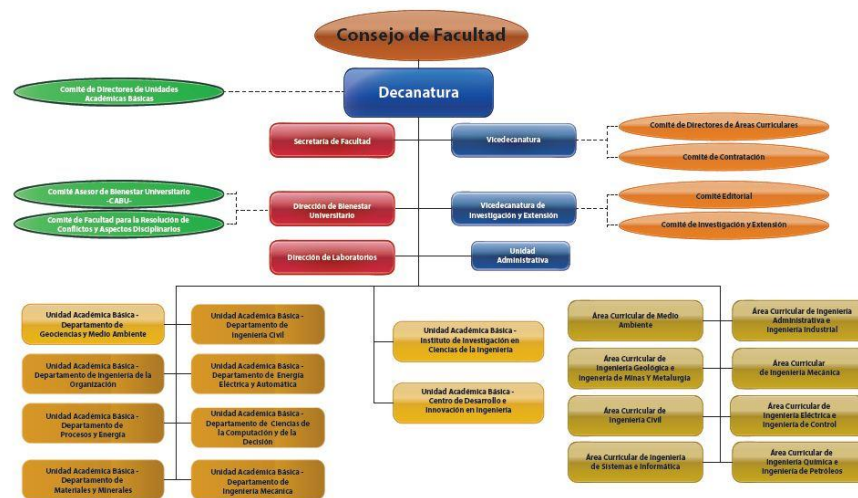 Consejo de Facultad
Comité de Directores de Unidades
Académicas Básicas
Decanatura
Secretaría de Facultad
Vicedecanatura
Comité de Directores de Áreas Curriculares
Comité de Contratación
Comité Asesor de Bienestar Universitario
-CABU-
Comité de Facultad para la Resolución de
Conflictos y Aspectos Disciplinarios
Dirección de Bienestar
Universitario
Vicedecanatura de
Investigación y Extensión
Comité Editorial
Comité de Investigación y Extensión
Dirección de Laboratorios
Unidad
Administrativa
Unidad Académica Básica -
Departamento de
Geociencias y Medio Ambiente
Unidad Académica Básica -
Departamento de
Ingeniería Civil
Unidad Académica Básica -
Departamento de Ingeniería de la
Organización
Unidad Académica Básica -
Departamento de Energía
Eléctrica y Automática
Unidad Académica Básica -
Departamento de
Procesos y Energía
Unidad Académica Básica -
Departamento de Ciencias de
la Computación y de la
Decisión
Unidad Académica Básica -
Departamento de
Materiales y Minerales
Unidad Académica Básica -
Departamento de
Ingeniería Mecánica
Unidad Académica Básica -
Instituto de Investigación en
Ciencias de la Ingeniería
Unidad Académica Básica -
Centro de Desarrollo e
Innovación en Ingeniería
Área Curricular de Medio
Ambiente
Área Curricular de Ingeniería
Administrativa e
Ingeniería Industrial
Área Curricular de
Ingeniería Geológica e
Ingenería de Minas Y Metalurgia
Área Curricular
de Ingeniería Mecánica
Área Curricular de
Ingeniería Civil
Área Curricular de
Ingeniería Eléctrica e
Ingeniería de Control
Área Curricular de Ingeniería
de Sistemas e Informática
Área Curricular de
Ingeniería Química e
Ingeniería de Petróleos